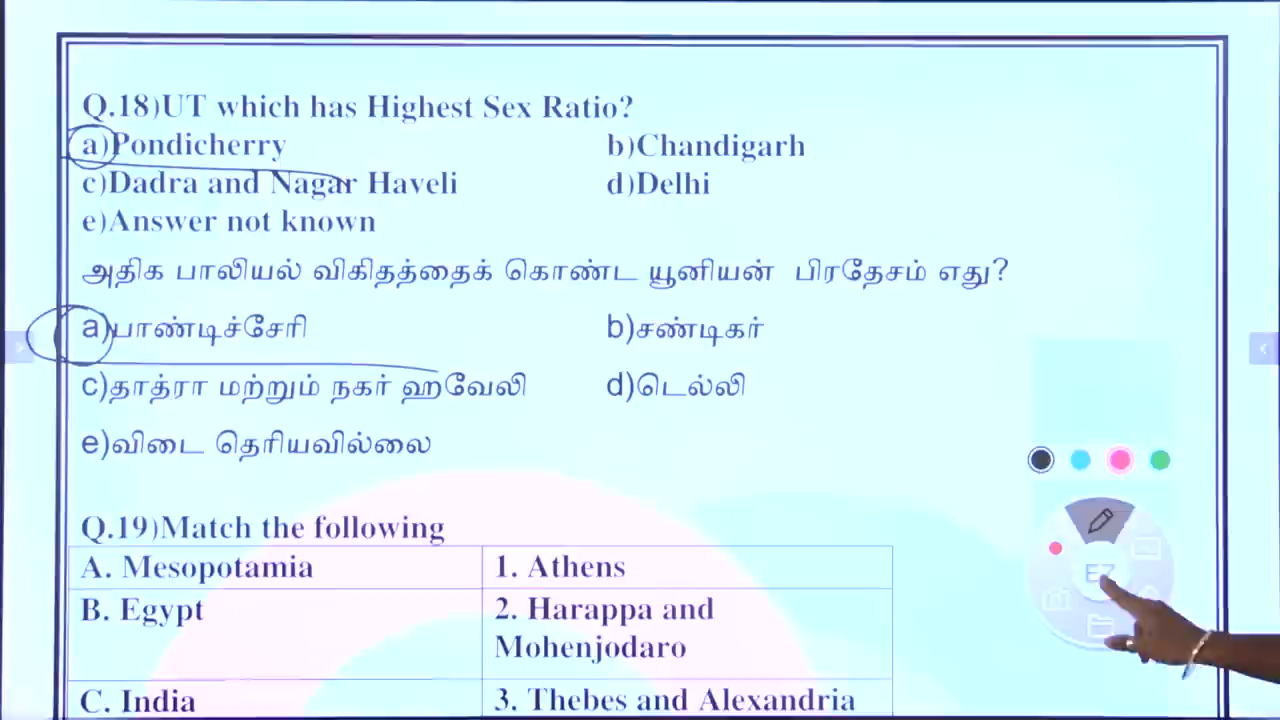 Q.18)UT which has Highest Sex Ratio?
a)Pondicherry b)Chandigarh
c)Dadra and Nagar Haveli d)Delhi
e)Answer not known
அதிக பாலியல் விகிதத்தைக் கொண்ட யூனியன் பிரதேசம் எது?
a)பாண்டிச்சேரி b)சண்டிகர்
c)தாத்ரா மற்றும் நகர் ஹவேலி d)டெல்லி
e)விடை தெரியவில்லை
Q.19)Match the following
A. Mesopotamia 1. Athens
B. Egypt 2. Harappa and
Mohenjodaro
C. India 3. Thebes and Alexandria